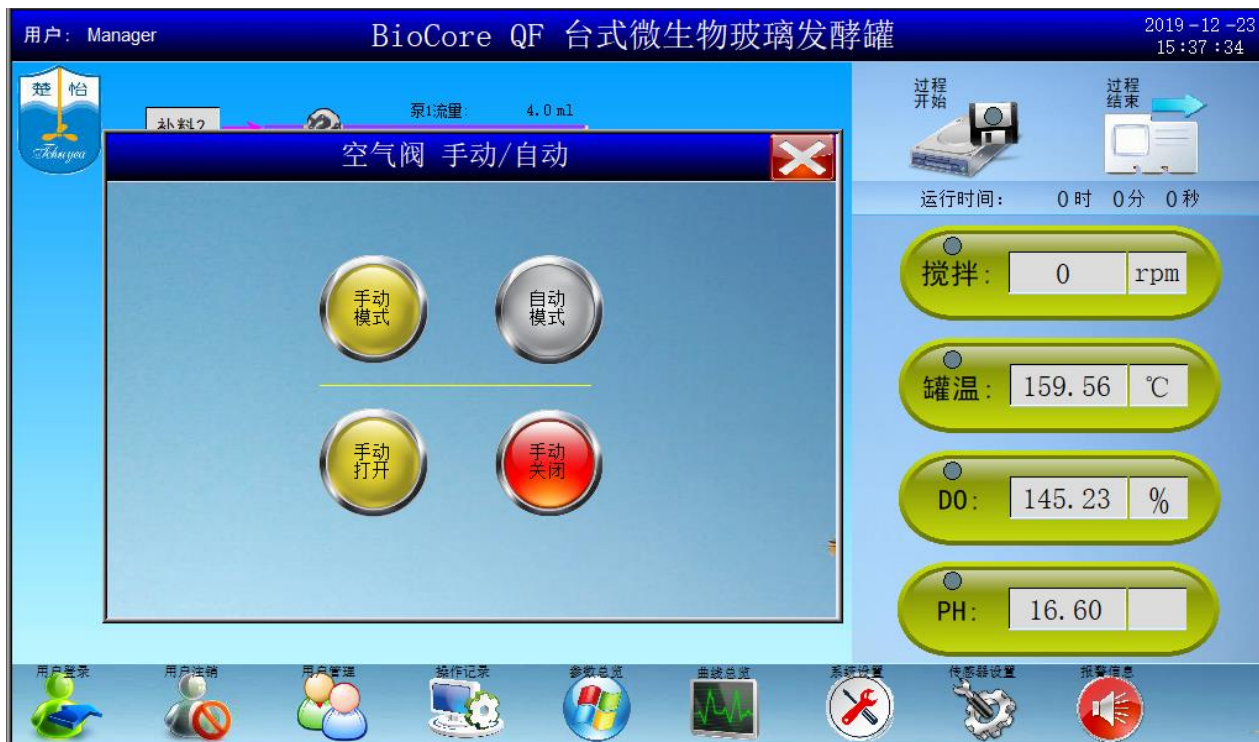 用户: Manager
BioCore QF 台式微生物玻璃发酵罐
2019-12-23
15:37:34
楚 怡
Tchuyea
补料2
泵1流量: 4.0 ml
过程
开始
过程
结束
空气阀 手动/自动
运行时间: 0时 0分 0秒
手动
模式
自动
模式
手动
打开
手动
关闭
搅拌: 0 rpm
罐温: 159.56 ℃
DO: 145.23 %
PH: 16.60
用户登录
用户注销
用户管理
操作记录
参数总览
曲线总览
系统设置
传感器设置
报警信息